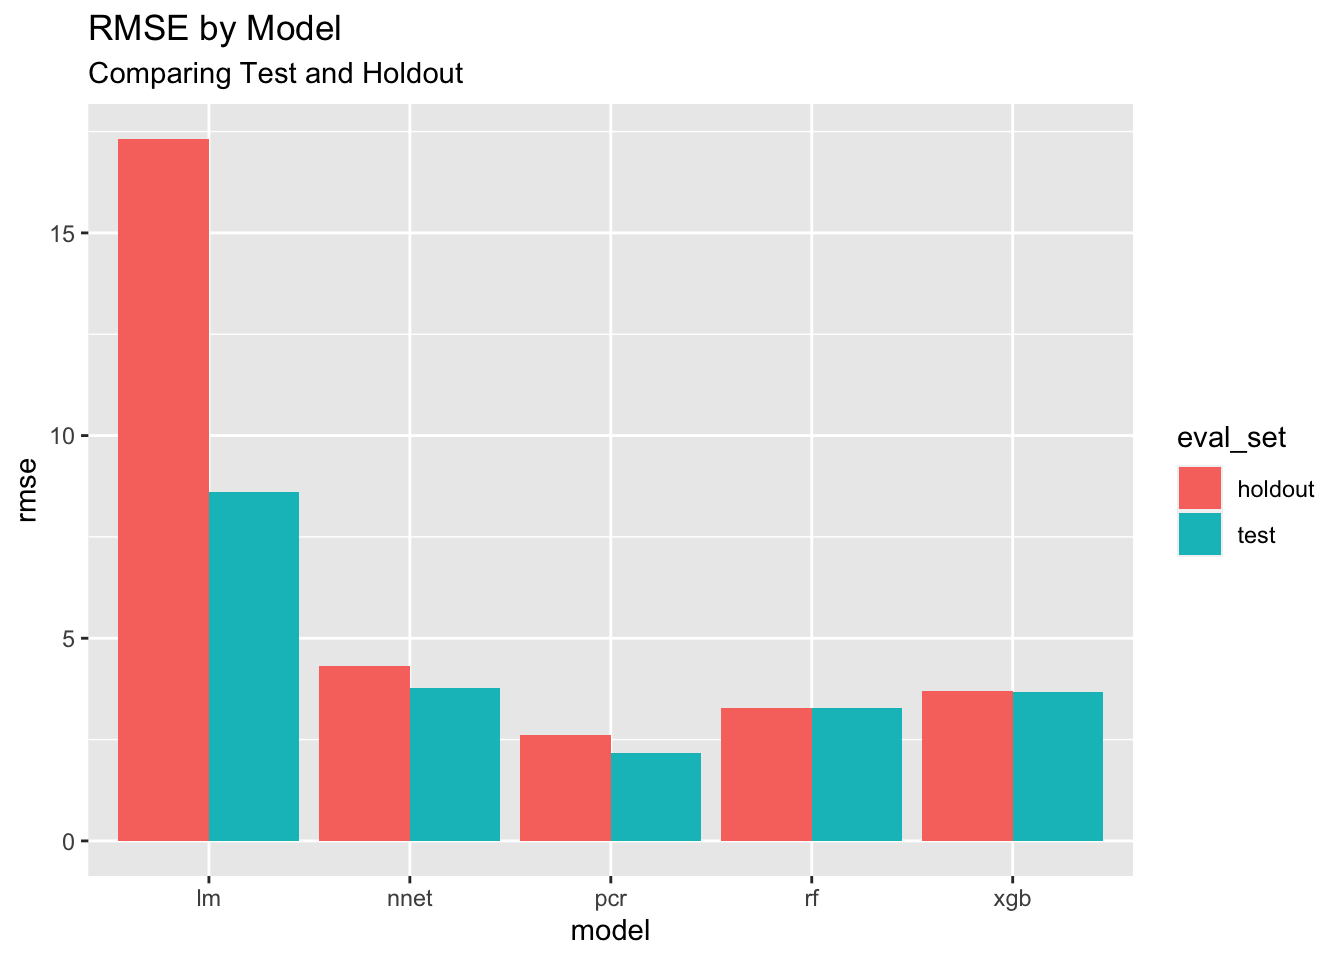 RMSE by Model
Comparing Test and Holdout
rmse
15
10
5
0
lm nnet pcr rf xgb
model
eval_set
holdout
test